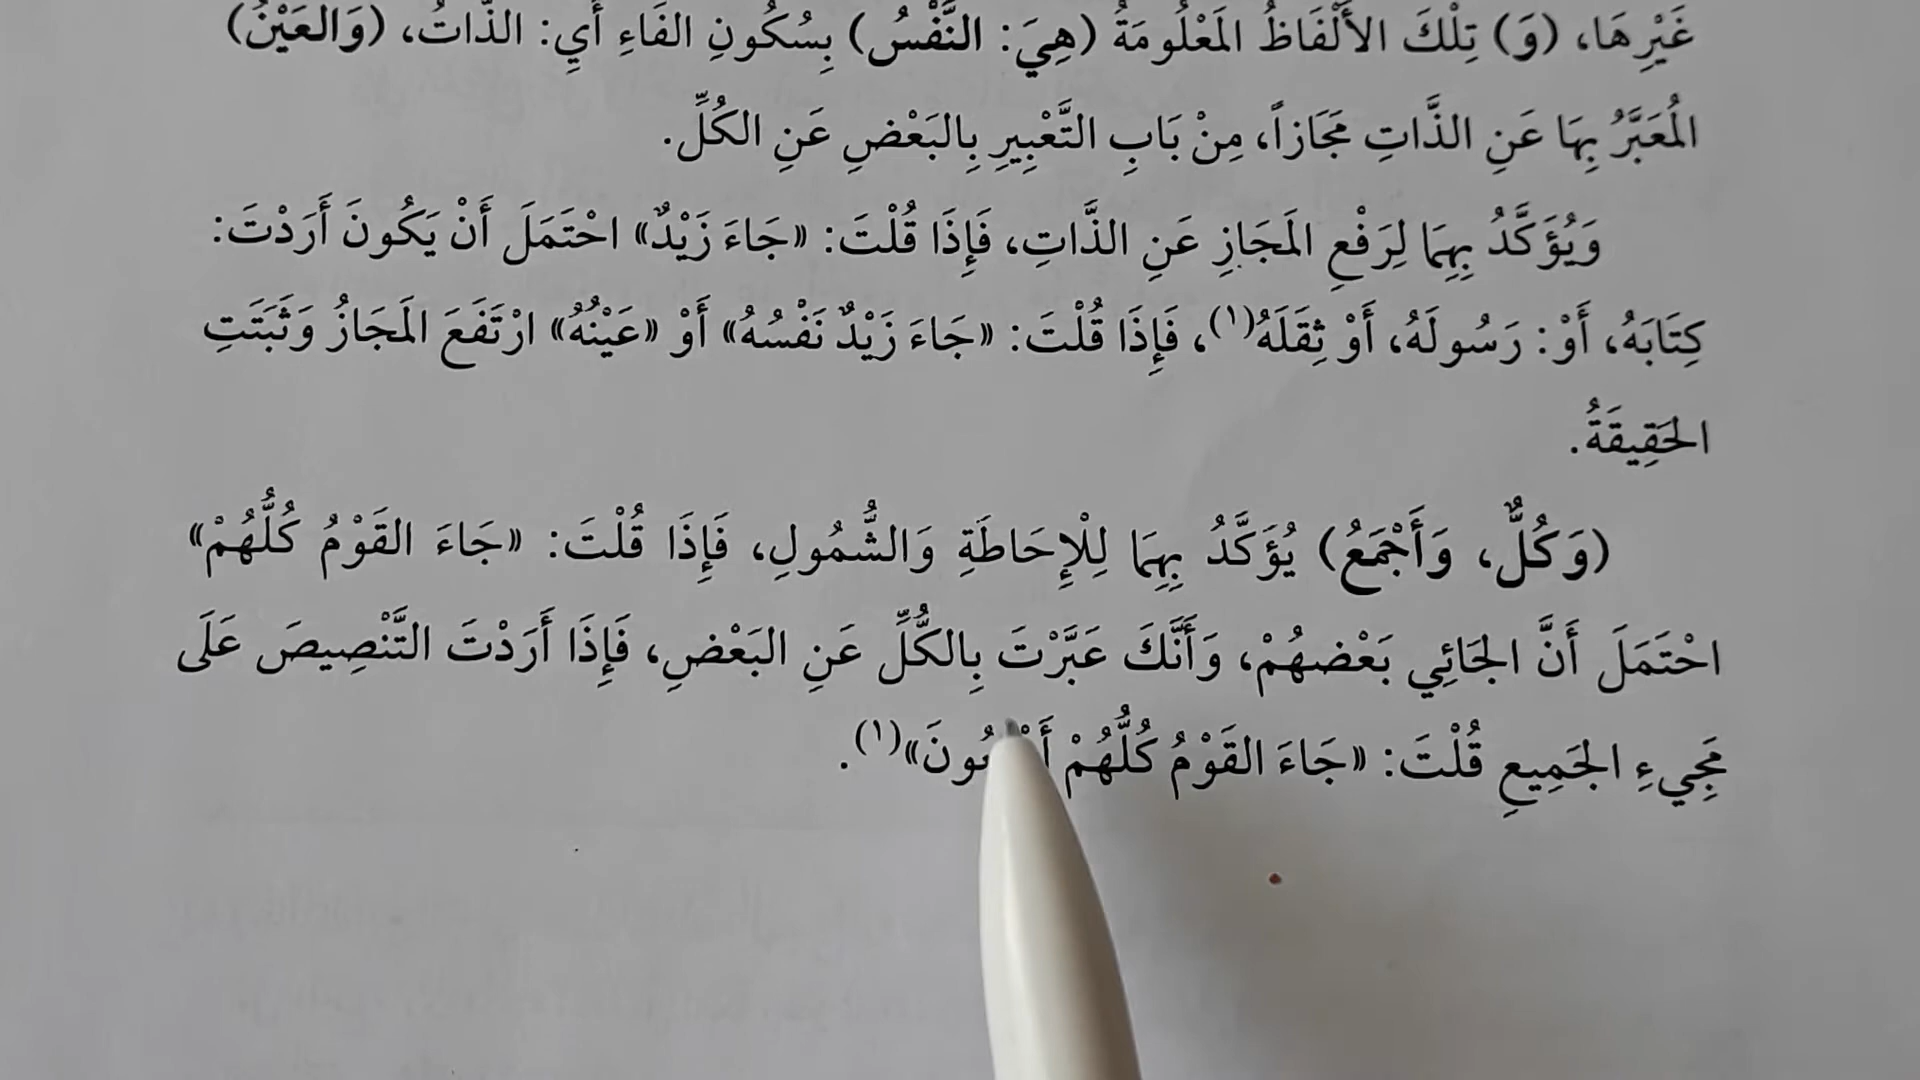 غَيْرِهَا، (وَ) تِلْكَ الأَلْفَاظُ المَعْلُومَةُ (هِيَ: النَّفْسُ) بِسُكُونِ الفَاءِ أَيِ: الذَّاتُ، (وَالعَيْنُ)
المُعَبَّرُ بِهَا عَنِ الذَّاتِ مَجَازاً، مِنْ بَابِ التَّعْبِيرِ بِالبَعْضِ عَنِ الكُلِّ.
وَيُؤَكَّدُ بِهِمَا لِرَفْعِ المَجَازِ عَنِ الذَّاتِ، فَإِذَا قُلْتَ: «جَاءَ زَيْدٌ» احْتَمَلَ أَنْ يَكُونَ أَرَدْتَ:
كِتَابَهُ، أَوْ: رَسُولَهُ، أَوْ ثِقَلَهُ(١)، فَإِذَا قُلْتَ: «جَاءَ زَيْدٌ نَفْسُهُ» أَوْ «عَيْنُهُ» ارْتَفَعَ المَجَازُ وَثَبَتَتِ
الحَقِيقَةُ.
(وَكُلٌّ، وَأَجْمَعُ) يُؤَكَّدُ بِهِمَا لِلْإِحَاطَةِ وَالشُّمُولِ، فَإِذَا قُلْتَ: «جَاءَ القَوْمُ كُلُّهُمْ»
احْتَمَلَ أَنَّ الجَائِي بَعْضهُمْ، وَأَنَّكَ عَبَّرْتَ بِالكُّلِّ عَنِ البَعْضِ، فَإِذَا أَرَدْتَ التَّنْصِيصَ عَلَى
مَجِيءِ الجَمِيعِ قُلْتَ: «جَاءَ القَوْمُ كُلُّهُمْ »(١).